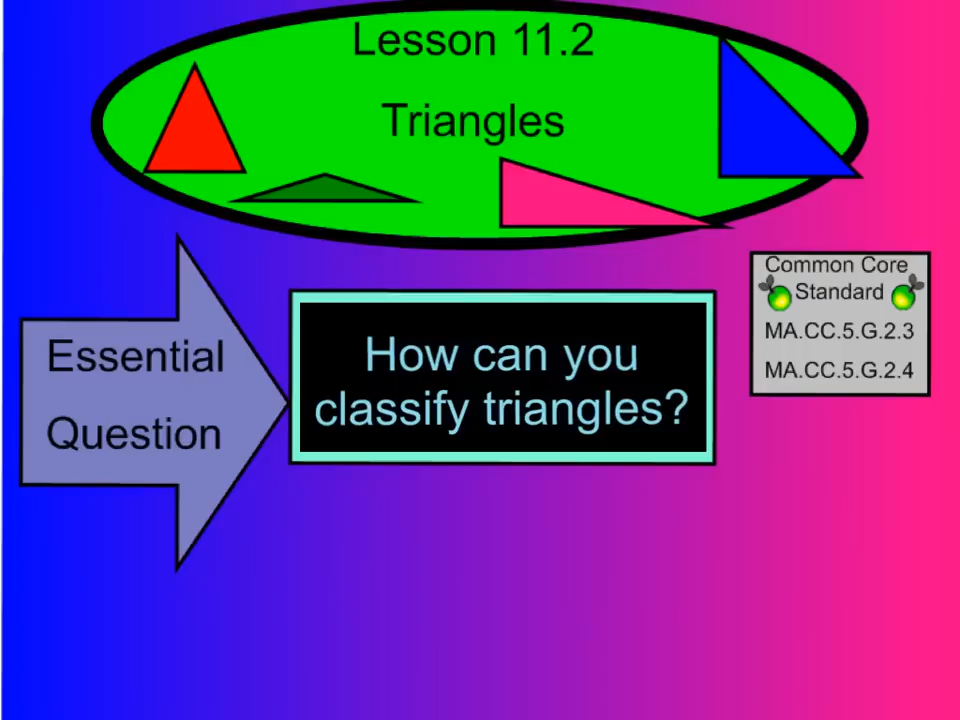 Lesson 11.2
Triangles
Essential
Question
How can you
classify triangles?
Common Core
Standard
MA.CC.5.G.2.3
MA.CC.5.G.2.4